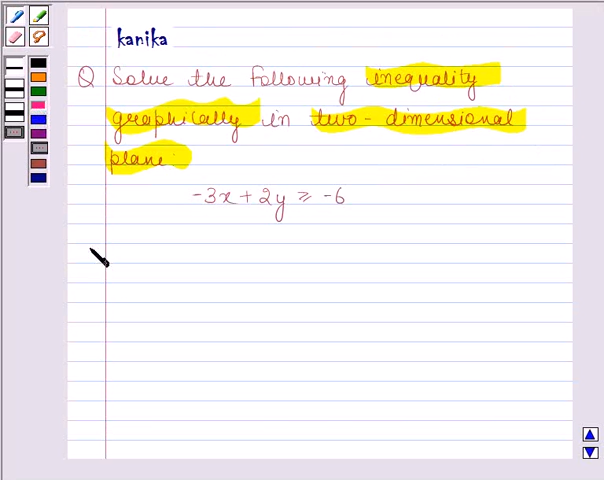 kanika
Q Solve the following inequality
graphically in two-dimensional
plane.
-3x+2y ≥ -6